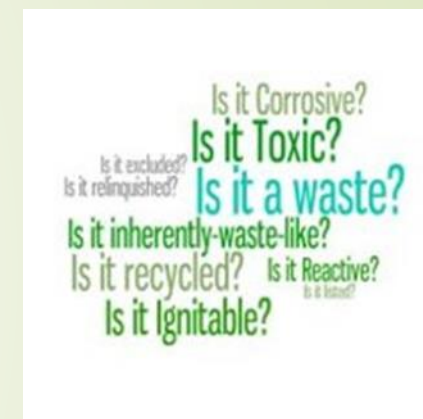 Is it Corrosive?
Is it Toxic?
Is it excluded?
Is it relinquished?
Is it a waste?
Is it inherently-waste-like?
Is it recycled?
Is it Reactive?
Is it listed?
Is it Ignitable?